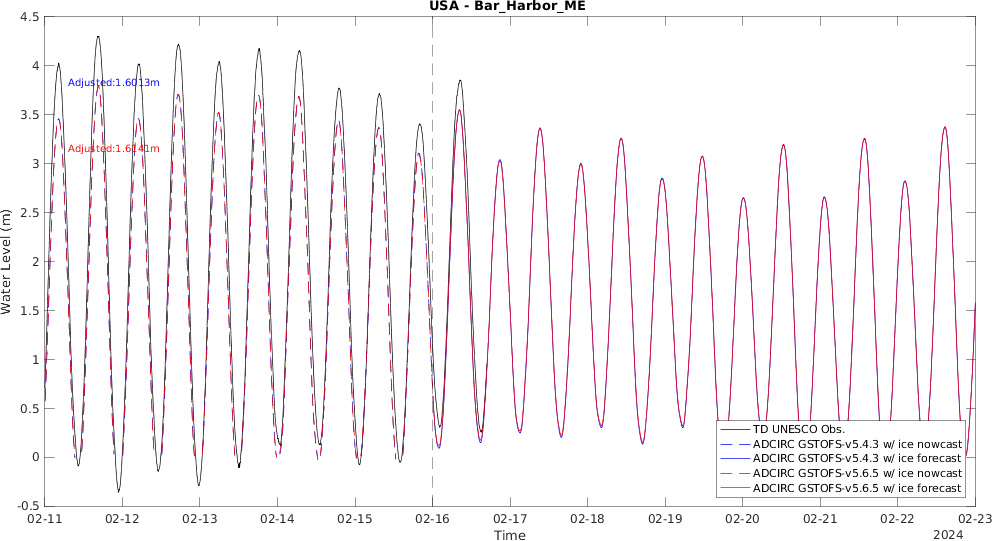 USA - Bar_Harbor_ME
4.5
4
3.5
3
2.5
2
1.5
1
0.5
0
-0.5
Water Level (m)
Adjusted:1.6013m
Adjusted:1.6141m
TD UNESCO Obs.
ADCIRC GSTOFS-v5.4.3 w/ ice nowcast
ADCIRC GSTOFS-v5.4.3 w/ ice forecast
ADCIRC GSTOFS-v5.6.5 w/ ice nowcast
ADCIRC GSTOFS-v5.6.5 w/ ice forecast
02-11 02-12 02-13 02-14 02-15 02-16 02-17 02-18 02-19 02-20 02-21 02-22 02-23
Time
2024